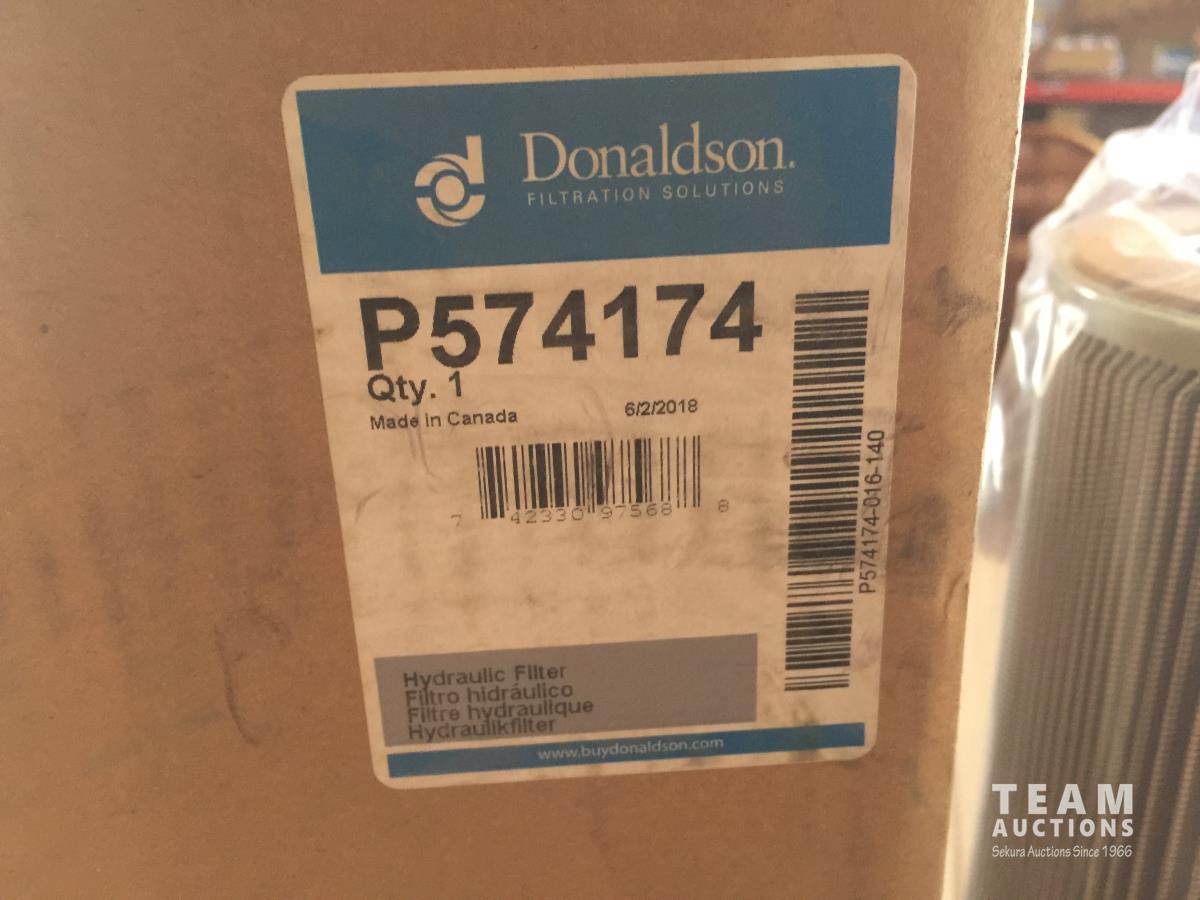 Donaldson.
FILTRATION SOLUTIONS
P574174
Qty. 1
Made in Canada 6/2/2018
7 42330 97568 8
P574174-016-140
Hydraulic Filter
Filtro hidráulico
Filtre hydraulique
Hydraulikfilter
www.buydonaldson.com
TEAM
AUCTIONS
Sekura Auctions Since 1966